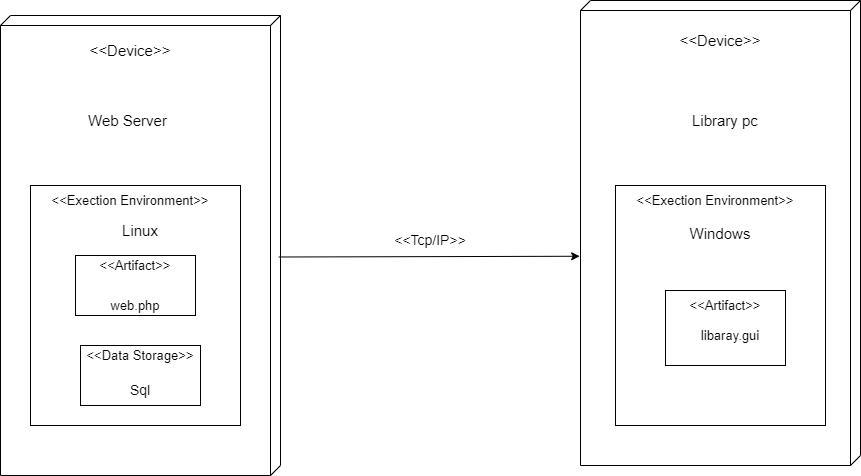 <<Device>>
Web Server
<<Exection Environment>>
Linux
<<Artifact>>
web.php
<<Data Storage>>
Sql
<<Tcp/IP>>
<<Device>>
Library pc
<<Exection Environment>>
Windows
<<Artifact>>
libaray.gui